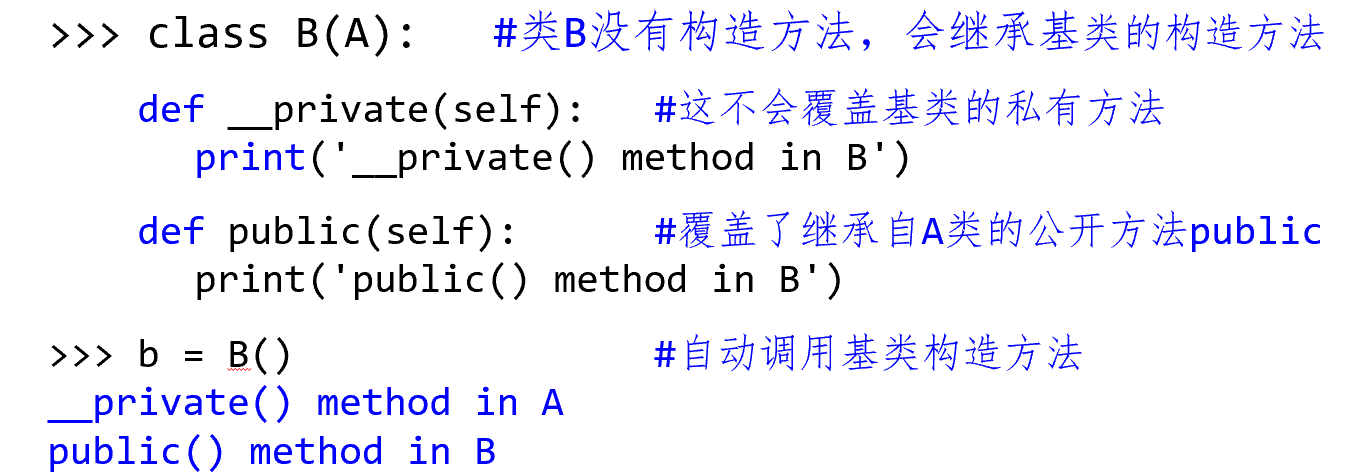 >>> class B(A):   #类B没有构造方法，会继承基类的构造方法
def __private(self):   #这不会覆盖基类的私有方法
print('__private() method in B')
def public(self):   #覆盖了继承自A类的公开方法public
print('public() method in B')
>>> b = B()   #自动调用基类构造方法
__private() method in A
public() method in B